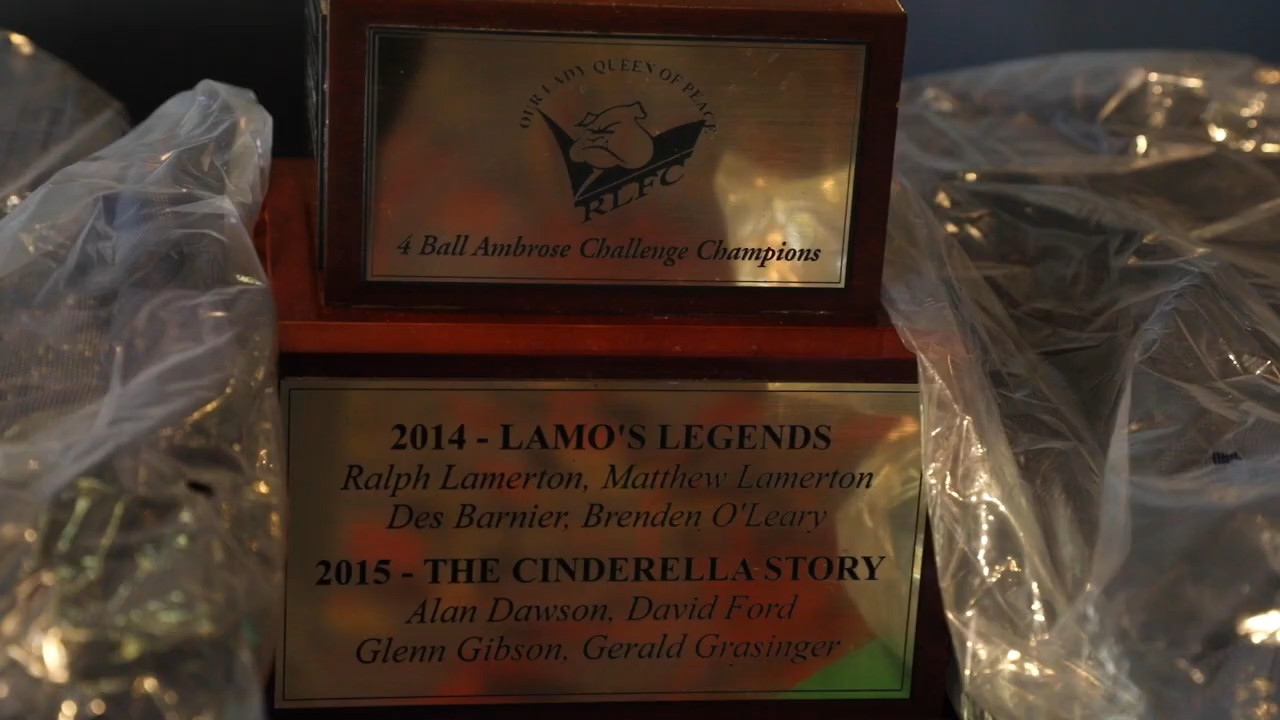 OUR LADY QUEEN OF PEACE
RLFC
4 Ball Ambrose Challenge Champions
2014 - LAMO'S LEGENDS
Ralph Lamerton, Matthew Lamerton
Des Barnier, Brenden O'Leary
2015 - THE CINDERELLA STORY
Alan Dawson, David Ford
Glenn Gibson, Gerald Grasinger